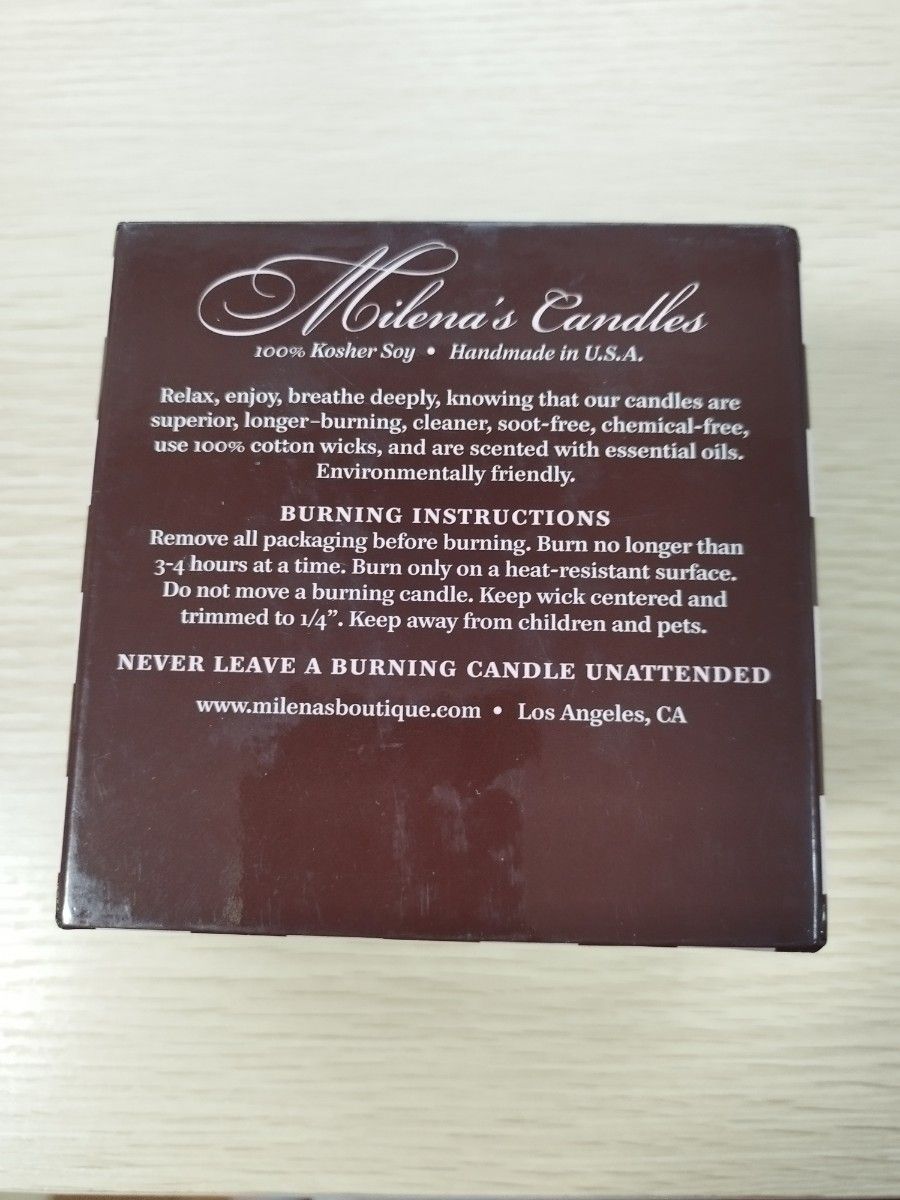 Milena's Candles
100% Kosher Soy • Handmade in U.S.A.
Relax, enjoy, breathe deeply, knowing that our candles are
superior, longer-burning, cleaner, soot-free, chemical-free,
use 100% cotton wicks, and are scented with essential oils.
Environmentally friendly.
BURNING INSTRUCTIONS
Remove all packaging before burning. Burn no longer than
3-4 hours at a time. Burn only on a heat-resistant surface.
Do not move a burning candle. Keep wick centered and
trimmed to 1/4”. Keep away from children and pets.
NEVER LEAVE A BURNING CANDLE UNATTENDED
www.milenasboutique.com • Los Angeles, CA